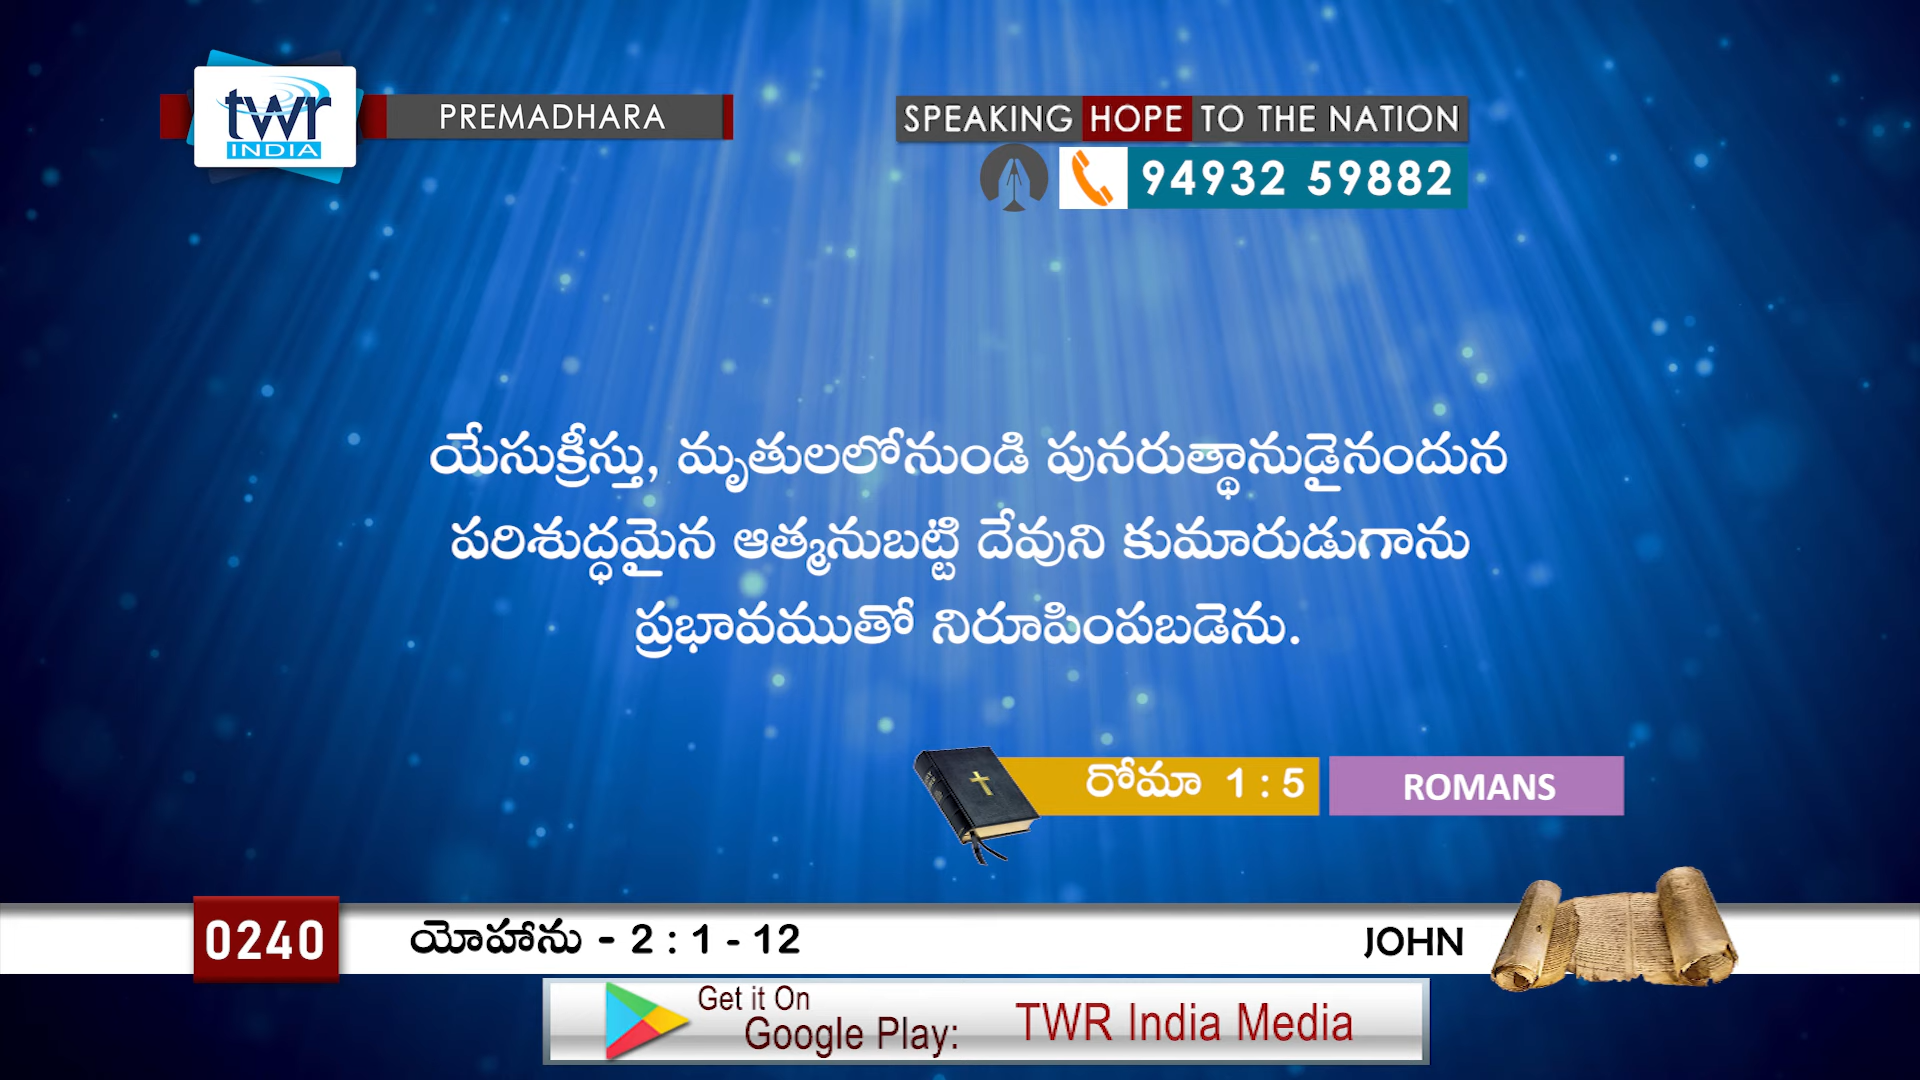 twr
INDIA
PREMADHARA
SPEAKING HOPE TO THE NATION
94932 59882
యేసుక్రీస్తు, మృతులలోనుండి పునరుత్థానుడైనందున
పరిశుద్ధమైన ఆత్మనుబట్టి దేవుని కుమారుడుగాను
ప్రభావముతో నిరూపింపబడెను.
రోమా 1 : 5
ROMANS
0240
యోహాను - 2 : 1 - 12
JOHN
Get it On
Google Play:
TWR India Media